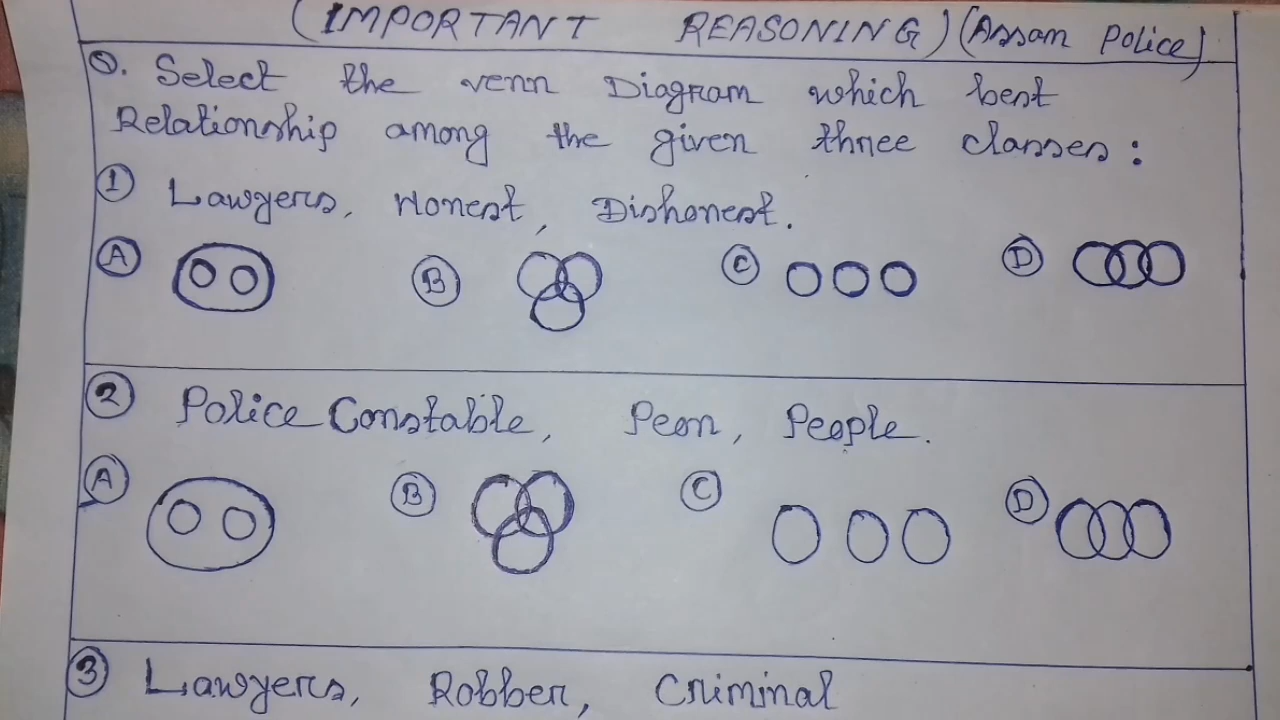 (IMPORTANT REASONING) (Assam Police)
Q. Select the venn Diagram which best
Relationship among the given three classes :
1 Lawyers, Honest, Dishonest.
A B C D
2 Police Constable, Peon, People.
A B C D
3 Lawyers, Robber, Criminal